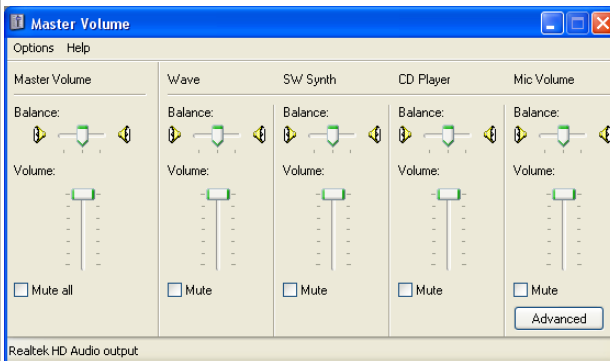 Master Volume
Options Help
Master Volume Wave SW Synth CD Player Mic Volume
Balance: Balance: Balance: Balance: Balance:
Volume: Volume: Volume: Volume: Volume:
Mute all Mute Mute Mute Mute
Advanced
Realtek HD Audio output